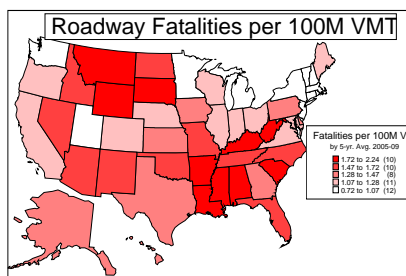 Roadway Fatalities per 100M VMT
Fatalities per 100M V
by 5-yr. Avg. 2005-09
1.72 to 2.24 (10)
1.47 to 1.72 (10)
1.28 to 1.47 (8)
1.07 to 1.28 (11)
0.72 to 1.07 (12)